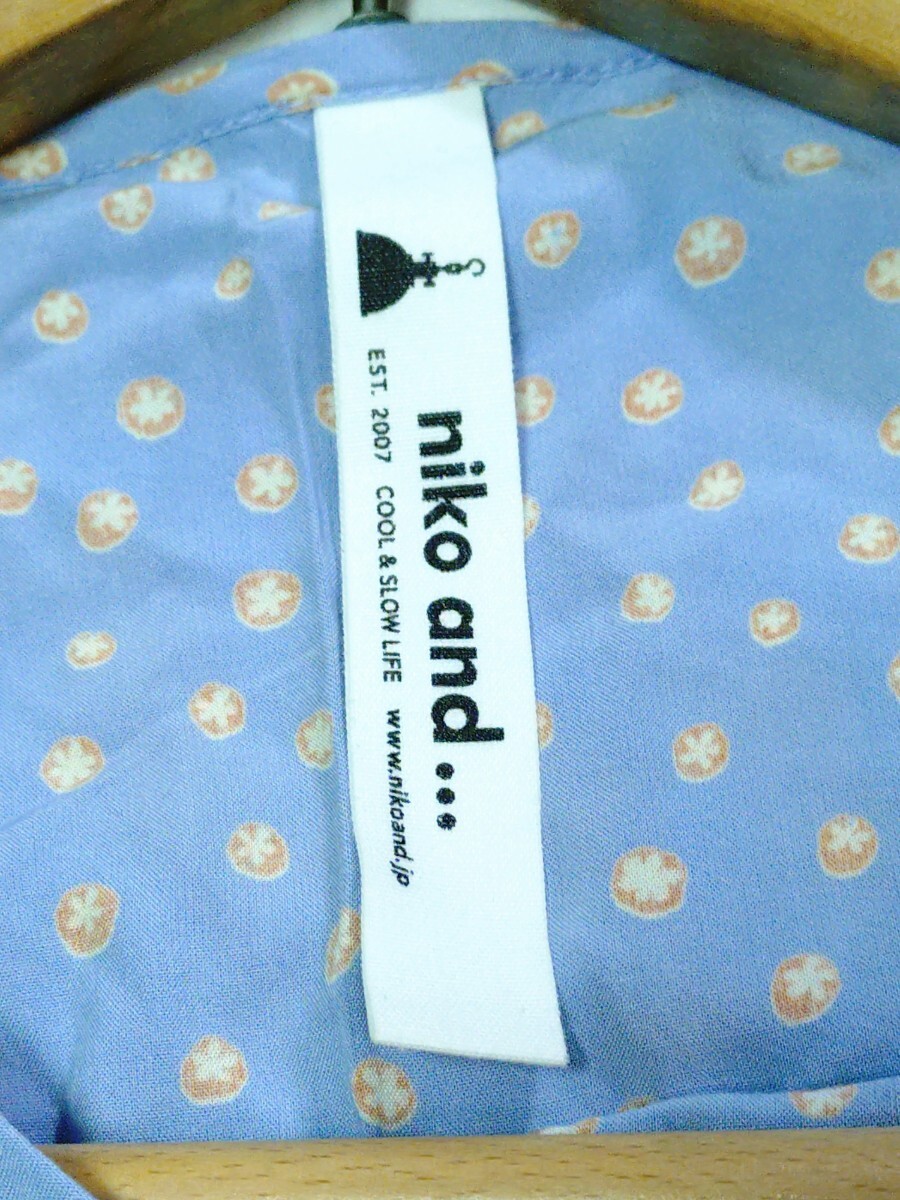 niko and...
EST. 2007 COOL & SLOW LIFE www.nikoand.jp